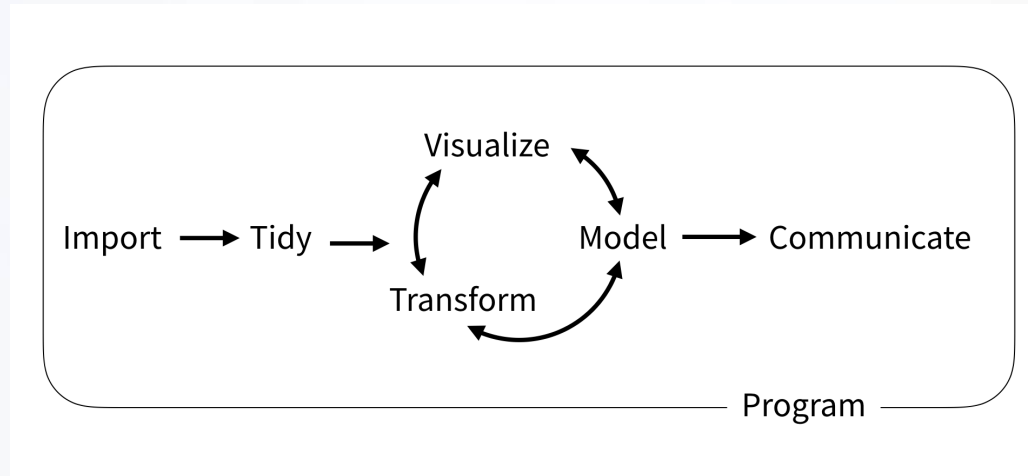 Visualize
Import
Tidy
Model
Communicate
Transform
Program